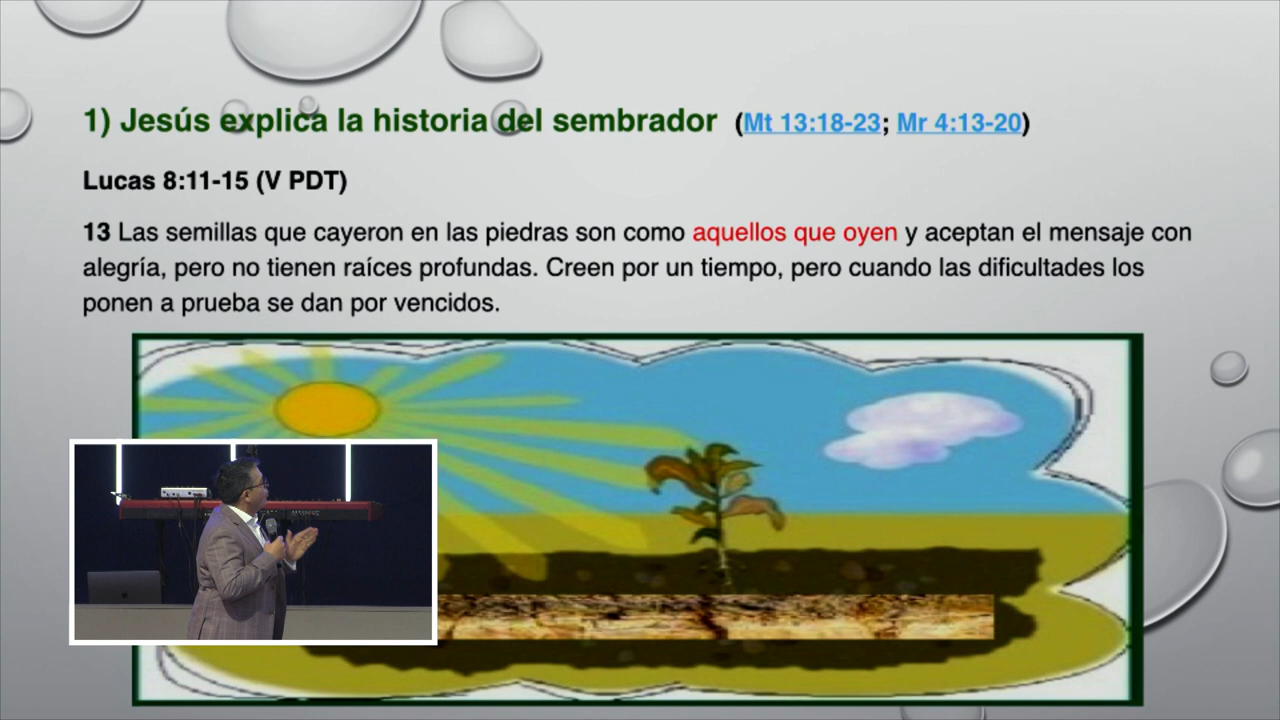 1) Jesús explica la historia del sembrador (Mt 13:18-23; Mr 4:13-20)
Lucas 8:11-15 (V PDT)
13 Las semillas que cayeron en las piedras son como aquellos que oyen y aceptan el mensaje con
alegría, pero no tienen raíces profundas. Creen por un tiempo, pero cuando las dificultades los
ponen a prueba se dan por vencidos.